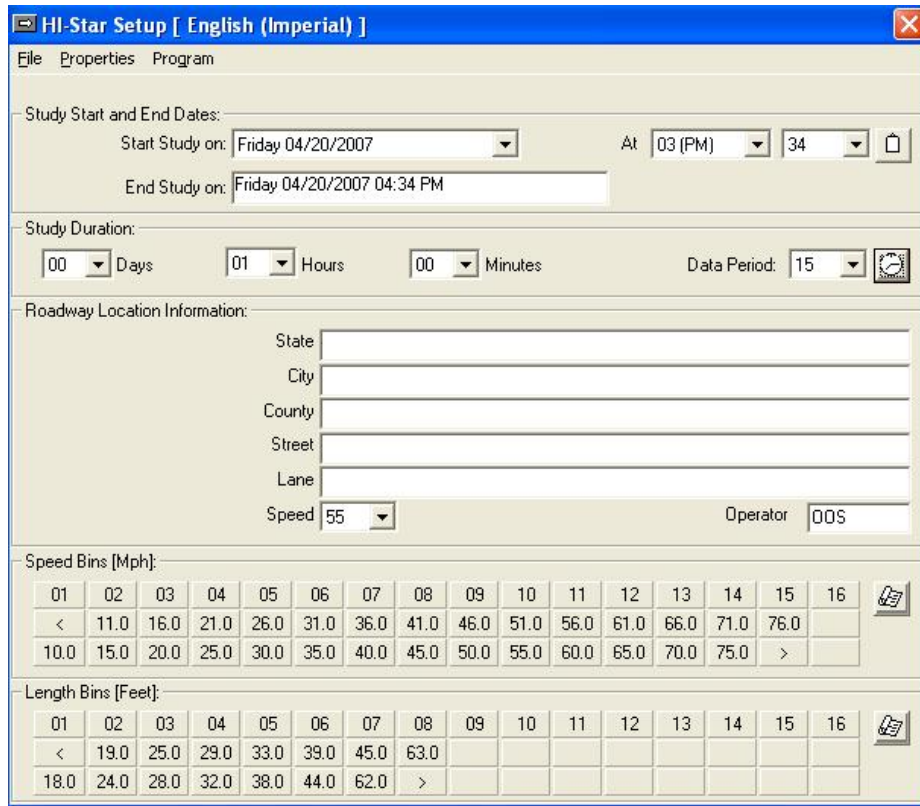 HI-Star Setup [ English (Imperial) ]
File Properties Program
Study Start and End Dates:
Start Study on: Friday 04/20/2007 At 03 (PM) 34
End Study on: Friday 04/20/2007 04:34 PM
Study Duration:
00 Days 01 Hours 00 Minutes Data Period: 15
Roadway Location Information:
State
City
County
Street
Lane
Speed 55 Operator OOS
Speed Bins [Mph]:
01 02 03 04 05 06 07 08 09 10 11 12 13 14 15 16
< 11.0 16.0 21.0 26.0 31.0 36.0 41.0 46.0 51.0 56.0 61.0 66.0 71.0 76.0
10.0 15.0 20.0 25.0 30.0 35.0 40.0 45.0 50.0 55.0 60.0 65.0 70.0 75.0 >
Length Bins [Feet]:
01 02 03 04 05 06 07 08 09 10 11 12 13 14 15 16
< 19.0 25.0 29.0 33.0 39.0 45.0 63.0
18.0 24.0 28.0 32.0 38.0 44.0 62.0 >